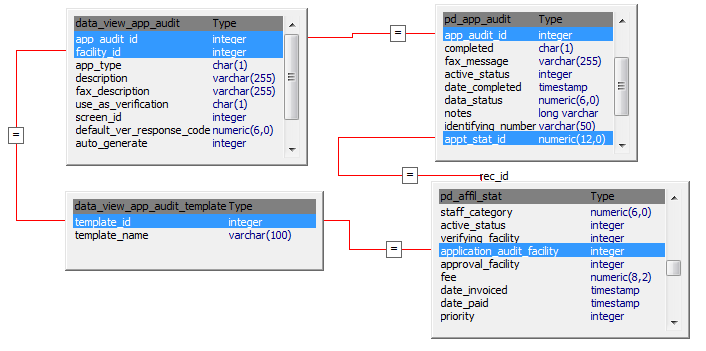 data_view_app_audit Type
app_audit_id integer
facility_id integer
app_type char(1)
description varchar(255)
fax_description varchar(255)
use_as_verification char(1)
screen_id integer
default_ver_response_code numeric(6,0)
auto_generate integer
=
pd_app_audit Type
app_audit_id integer
completed char(1)
fax_message varchar(255)
active_status integer
date_completed timestamp
data_status numeric(6,0)
notes long varchar
identifying_number varchar(50)
appt_stat_id numeric(12,0)
=
= rec_id
data_view_app_audit_template Type
template_id integer
template_name varchar(100)
=
pd_affil_stat Type
staff_category numeric(6,0)
active_status integer
verifying_facility integer
application_audit_facility integer
approval_facility integer
fee numeric(8,2)
date_invoiced timestamp
date_paid timestamp
priority integer